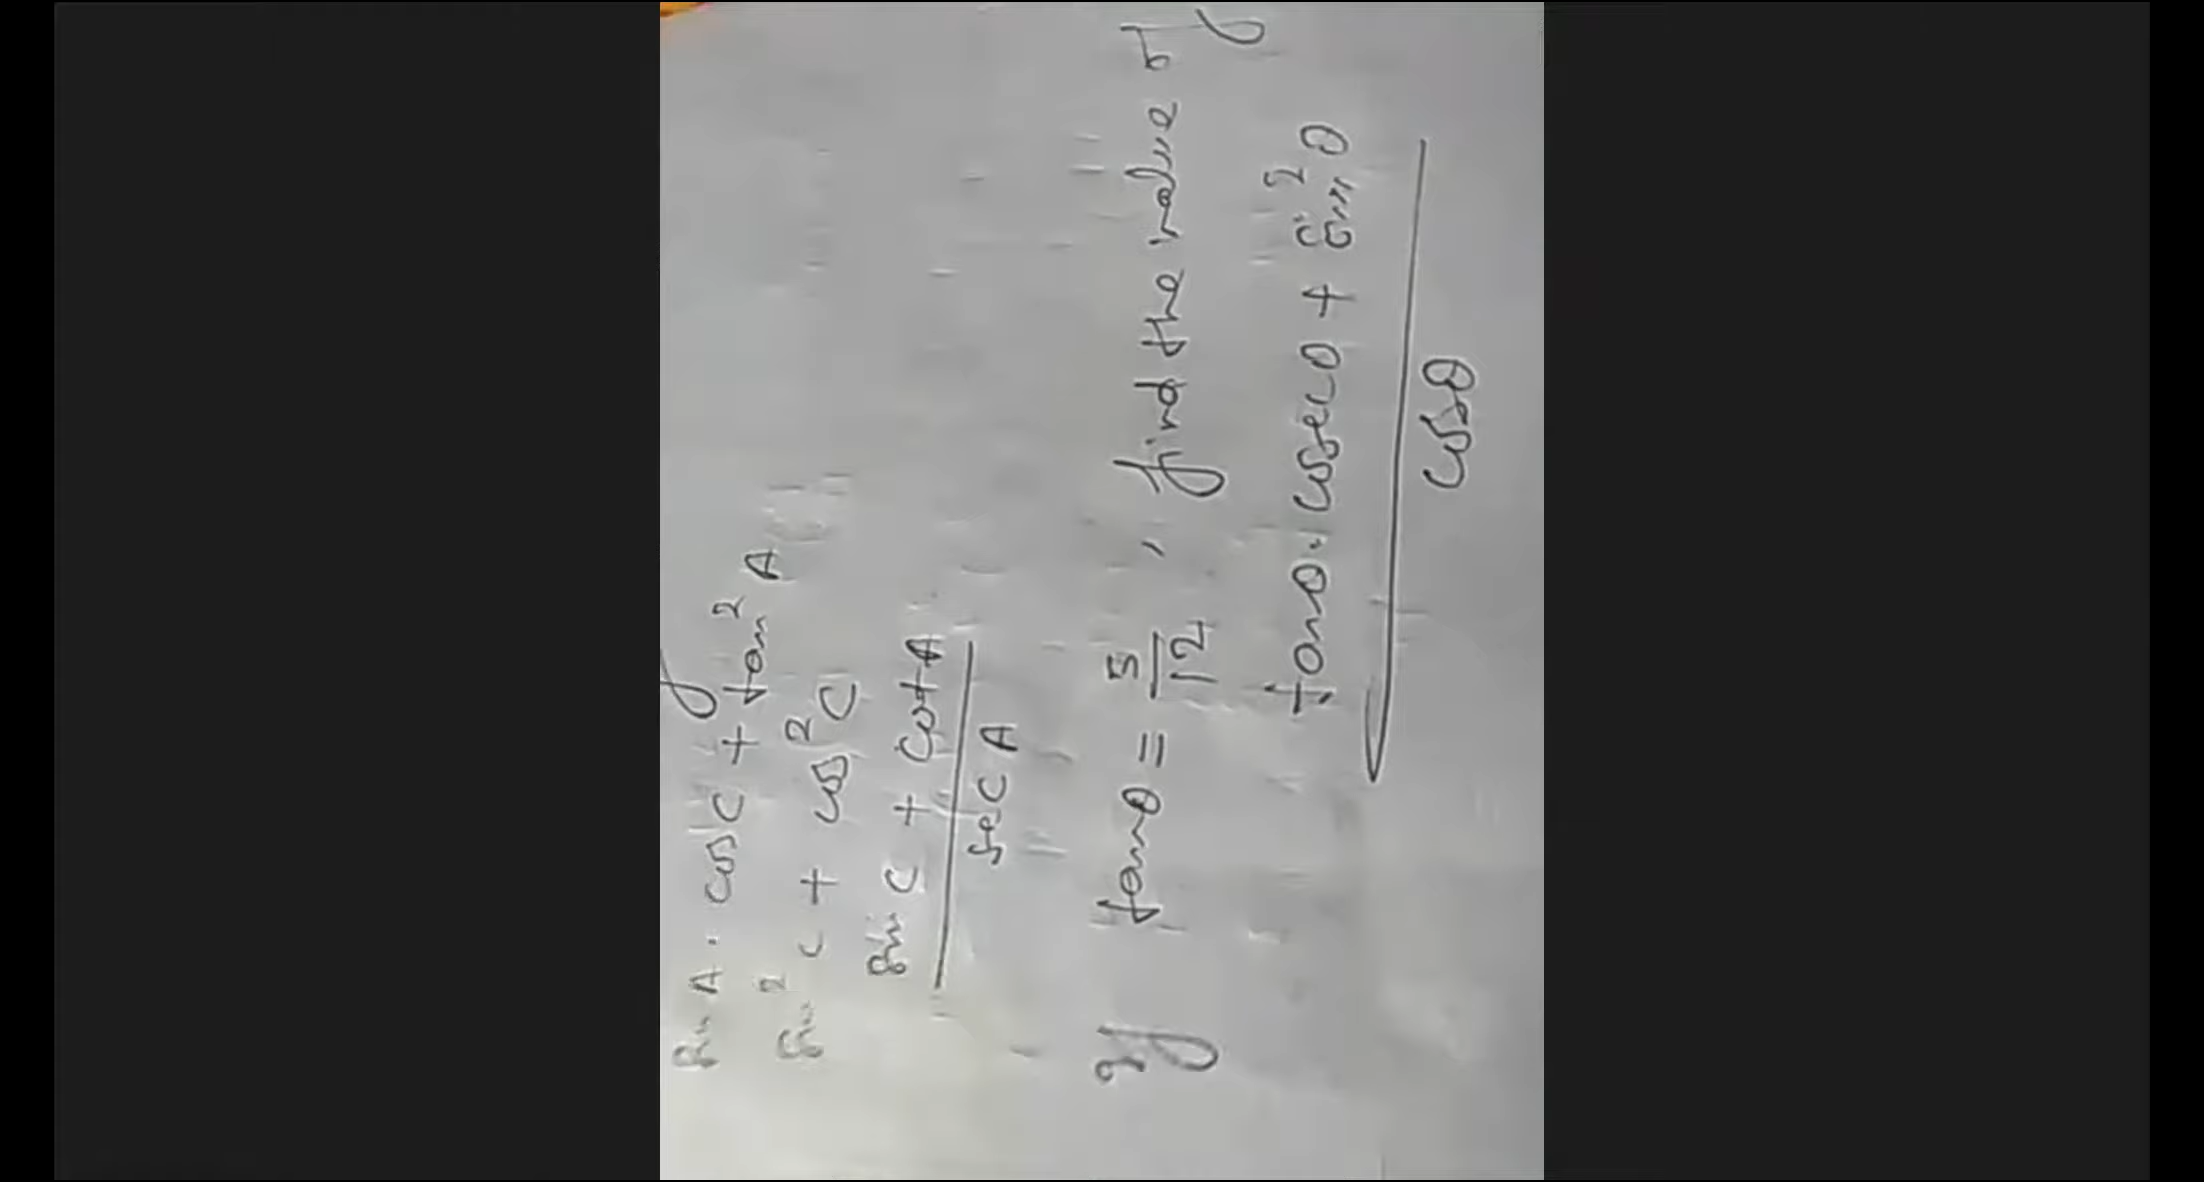 sin A . cos C + tan² A
sin² C + cos² C
sin C + cot A
sec A
If tanθ = 5/12 , find the value of
tanθ . cosecθ + sin²θ
cosθ